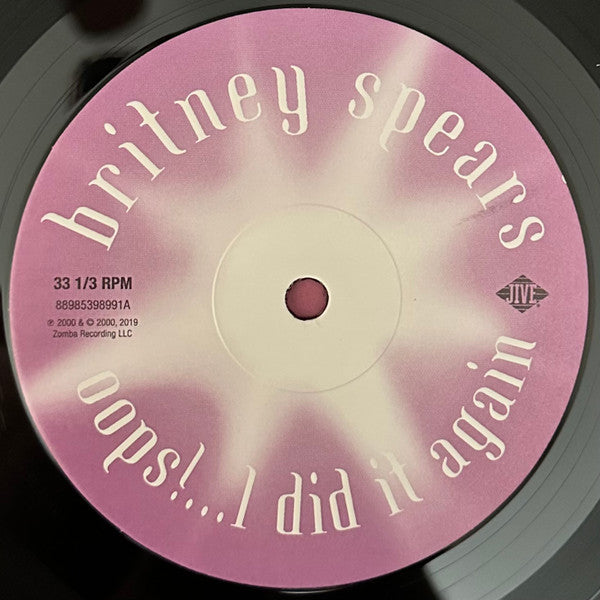 britney spears
33 1/3 RPM
88985398991A
℗ 2000 & © 2000, 2019
Zomba Recording LLC
JIVE
oops!...I did it again